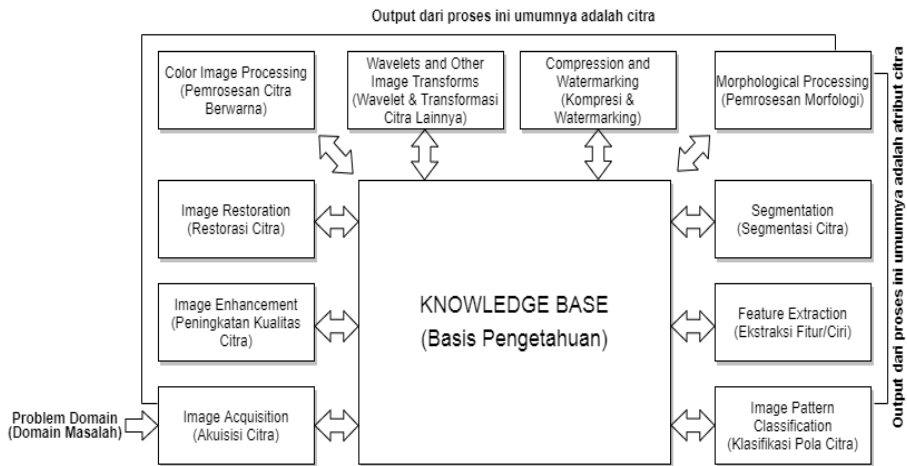 Output dari proses ini umumnya adalah citra
Color Image Processing
(Pemrosesan Citra
Berwarna)
Wavelets and Other
Image Transforms
(Wavelet & Transformasi
Citra Lainnya)
Compression and
Watermarking
(Kompresi &
Watermarking)
Morphological Processing
(Pemrosesan Morfologi)
Output dari proses ini umumnya adalah atribut citra
Image Restoration
(Restorasi Citra)
Segmentation
(Segmentasi Citra)
KNOWLEDGE BASE
(Basis Pengetahuan)
Image Enhancement
(Peningkatan Kualitas
Citra)
Feature Extraction
(Ekstraksi Fitur/Ciri)
Problem Domain
(Domain Masalah)
Image Acquisition
(Akuisisi Citra)
Image Pattern
Classification
(Klasifikasi Pola Citra)